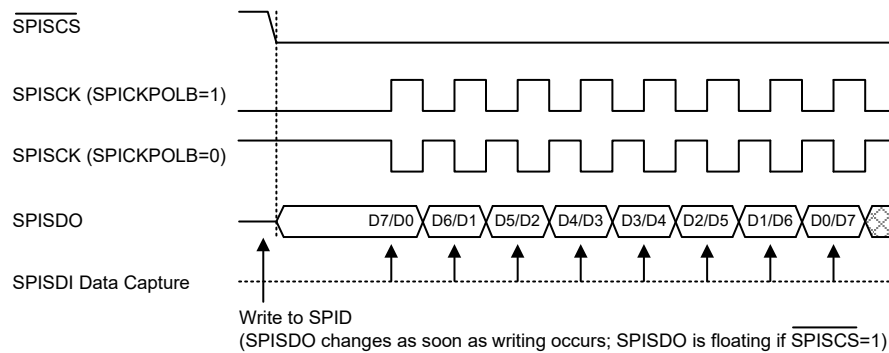 SPISCS
SPISCK (SPICKPOLB=1)
SPISCK (SPICKPOLB=0)
SPISDO D7/D0 D6/D1 D5/D2 D4/D3 D3/D4 D2/D5 D1/D6 D0/D7
SPISDI Data Capture
Write to SPID
(SPISDO changes as soon as writing occurs; SPISDO is floating if SPISCS=1)